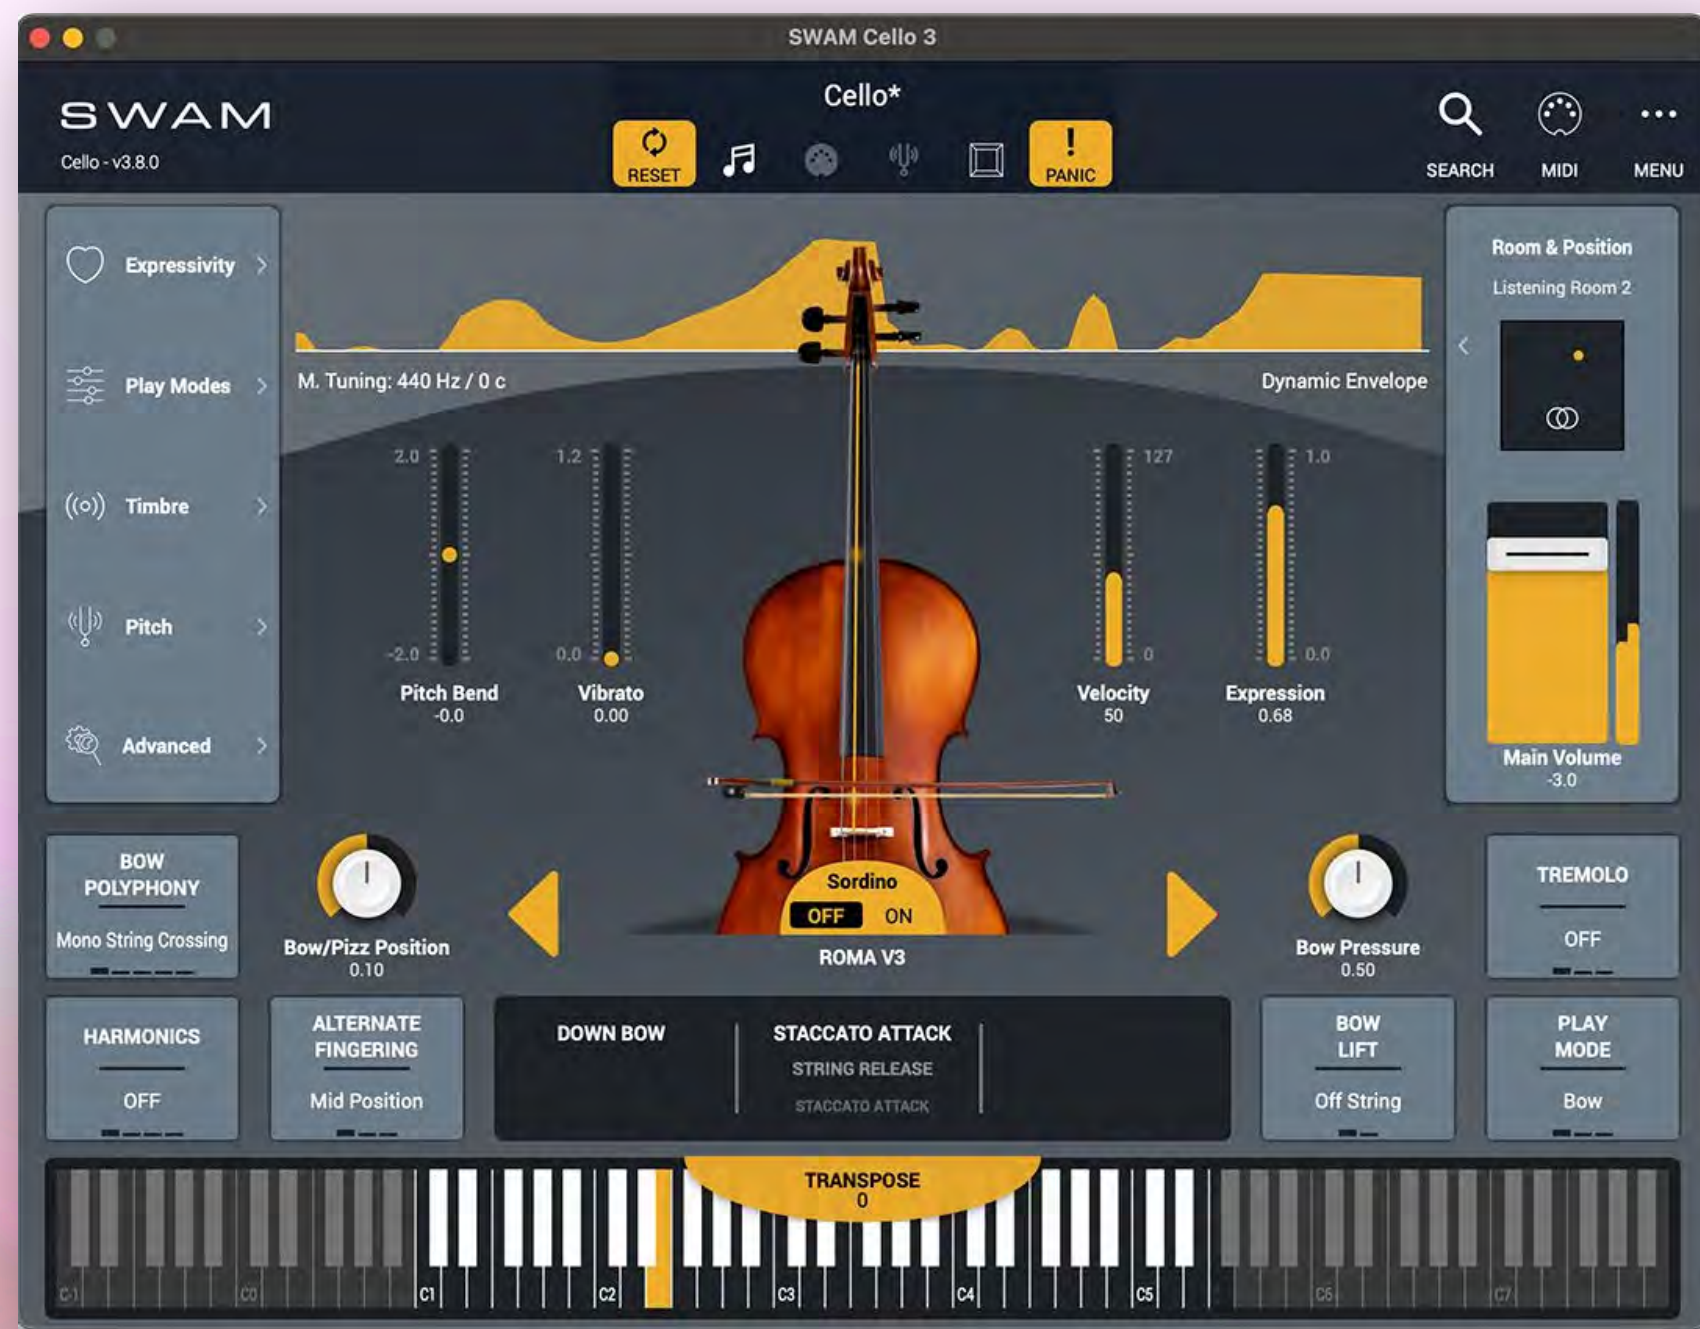 SWAM Cello 3
SWAM
Cello - v3.8.0
Cello*
RESET
PANIC
SEARCH
MIDI
MENU
Expressivity
Play Modes
Timbre
Pitch
Advanced
M. Tuning: 440 Hz / 0 c
Dynamic Envelope
Room & Position
Listening Room 2
2.0
-2.0
Pitch Bend
-0.0
1.2
0.0
Vibrato
0.00
127
0
Velocity
50
1.0
0.0
Expression
0.68
Main Volume
-3.0
BOW
POLYPHONY
Mono String Crossing
Bow/Pizz Position
0.10
Sordino
OFF ON
ROMA V3
Bow Pressure
0.50
TREMOLO
OFF
HARMONICS
OFF
ALTERNATE
FINGERING
Mid Position
DOWN BOW
STACCATO ATTACK
STRING RELEASE
STACCATO ATTACK
BOW
LIFT
Off String
PLAY
MODE
Bow
TRANSPOSE
0
C-1 C0 C1 C2 C3 C4 C5 C6 C7